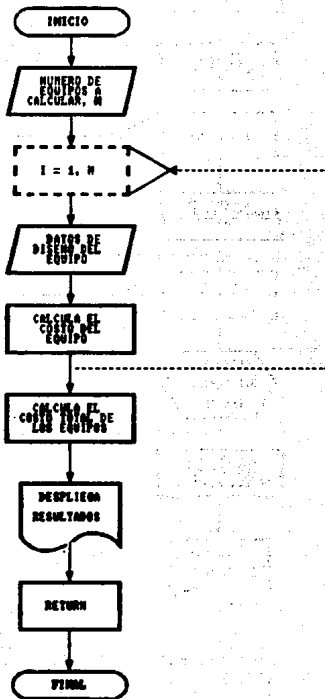 INICIO
NUMERO DE
EQUIPOS A
CALCULAR, N
I = 1, N
DATOS DE
DISENO DEL
EQUIPO
CALCULA EL
COSTO DEL
EQUIPO
CALCULA EL
COSTO TOTAL DE
LOS EQUIPOS
DESPLIEGA
RESULTADOS
RETURN
FINAL